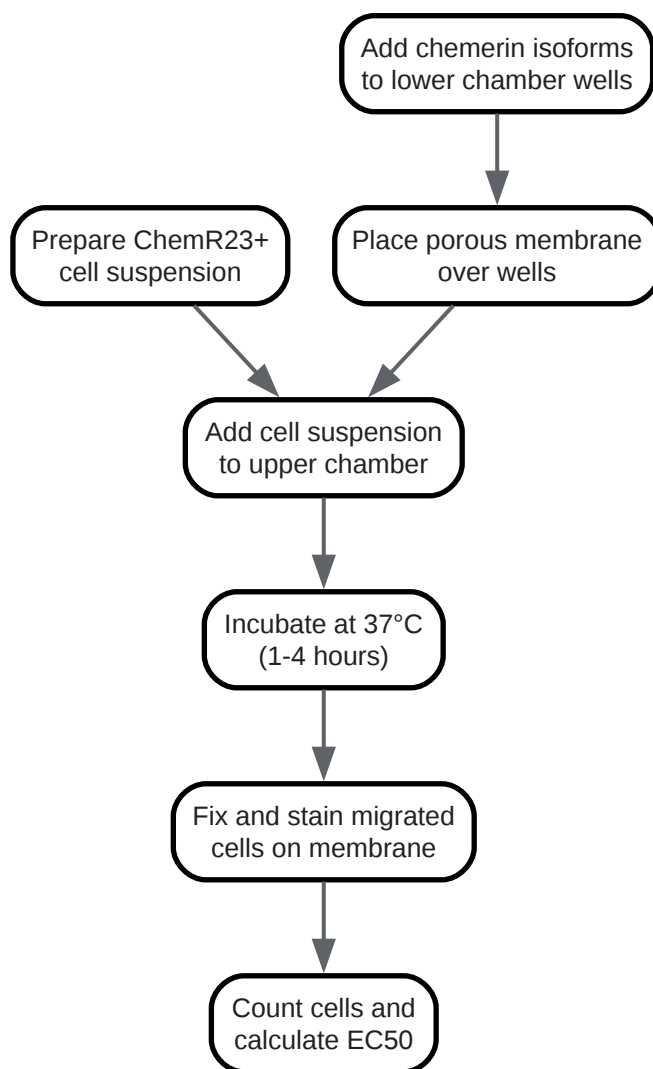 Add chemerin isoforms
to lower chamber wells
Prepare ChemR23+
cell suspension
Place porous membrane
over wells
Add cell suspension
to upper chamber
Incubate at 37°C
(1-4 hours)
Fix and stain migrated
cells on membrane
Count cells and
calculate EC50